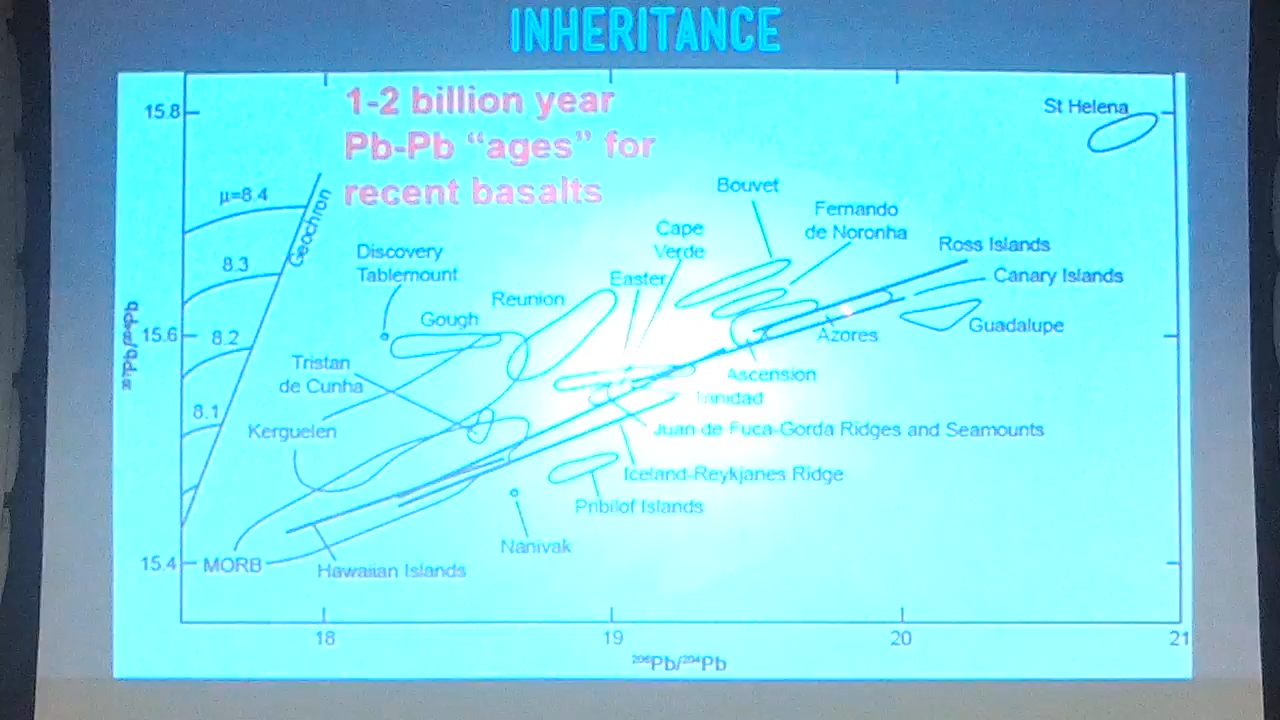 INHERITANCE
1-2 billion year
Pb-Pb “ages” for
recent basalts
St Helena
15.8
μ=8.4
Geochron
Bouvet
Fernando
de Noronha
Cape
Verde
Ross Islands
Canary Islands
Discovery
Tablemount
8.3
Easter
Reunion
Gough
Azores
Guadalupe
15.6
²⁰⁷Pb/²⁰⁴Pb
8.2
Tristan
de Cunha
Ascension
Trinidad
8.1
Kerguelen
Juan de Fuca-Gorda Ridges and Seamounts
Iceland-Reykjanes Ridge
Pribilof Islands
Nanivak
15.4
MORB
Hawaiian Islands
18
19
20
21
²⁰⁶Pb/²⁰⁴Pb